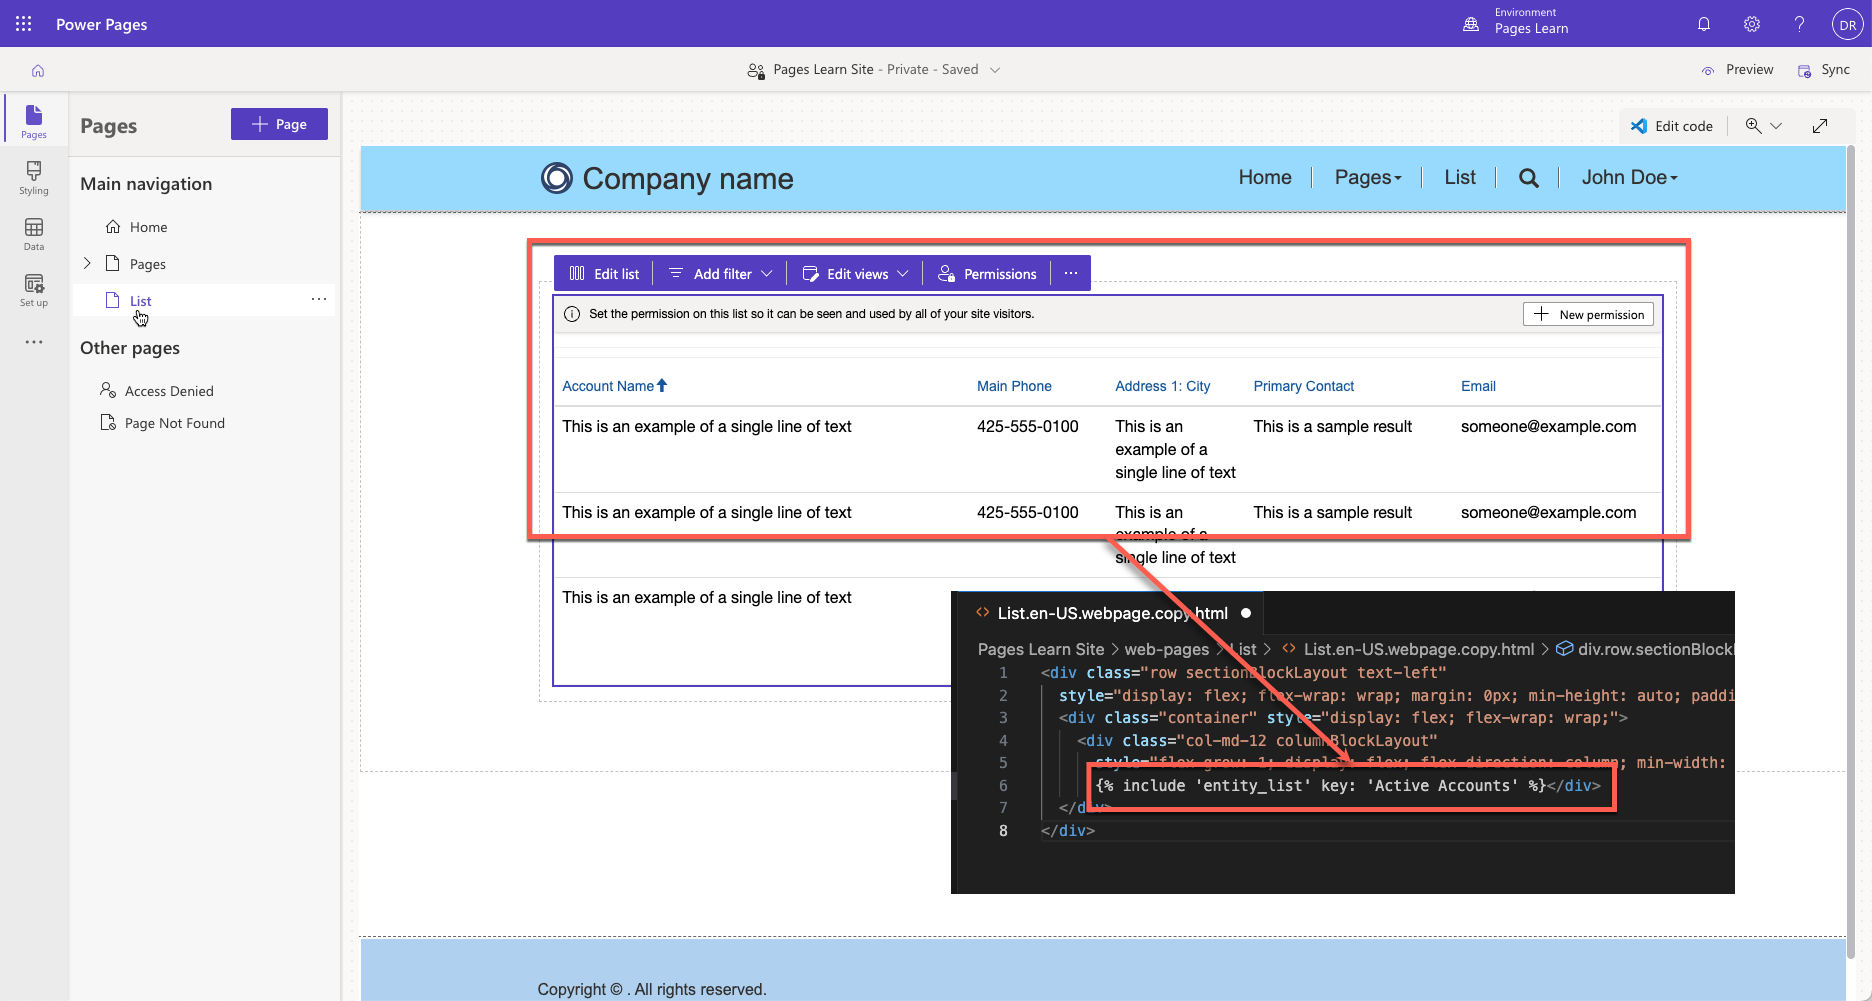 Power Pages
Environment
Pages Learn
DR
Pages Learn Site - Private - Saved
Preview
Sync
Pages
Styling
Data
Set up
Pages
Page
Main navigation
Home
Pages
List
Other pages
Access Denied
Page Not Found
Edit code
Company name
Home
Pages
List
John Doe
Edit list
Add filter
Edit views
Permissions
Set the permission on this list so it can be seen and used by all of your site visitors.
New permission
Account Name Main Phone Address 1: City Primary Contact Email
This is an example of a single line of text 425-555-0100 This is an This is a sample result someone@example.com
example of a
single line of text
This is an example of a single line of text 425-555-0100 This is an This is a sample result someone@example.com
example of a
single line of text
This is an example of a single line of text
List.en-US.webpage.copy.html
Pages Learn Site > web-pages > List > <> List.en-US.webpage.copy.html > div.row.sectionBlockl
1 <div class="row sectionBlockLayout text-left"
2 style="display: flex; flex-wrap: wrap; margin: 0px; min-height: auto; paddi
3 <div class="container" style="display: flex; flex-wrap: wrap;">
4 <div class="col-md-12 columnBlockLayout"
5 style="flex-grow: 1; display: flex; flex-direction: column; min-width:
6 {% include 'entity_list' key: 'Active Accounts' %}</div>
7 </div>
8 </div>
Copyright © . All rights reserved.